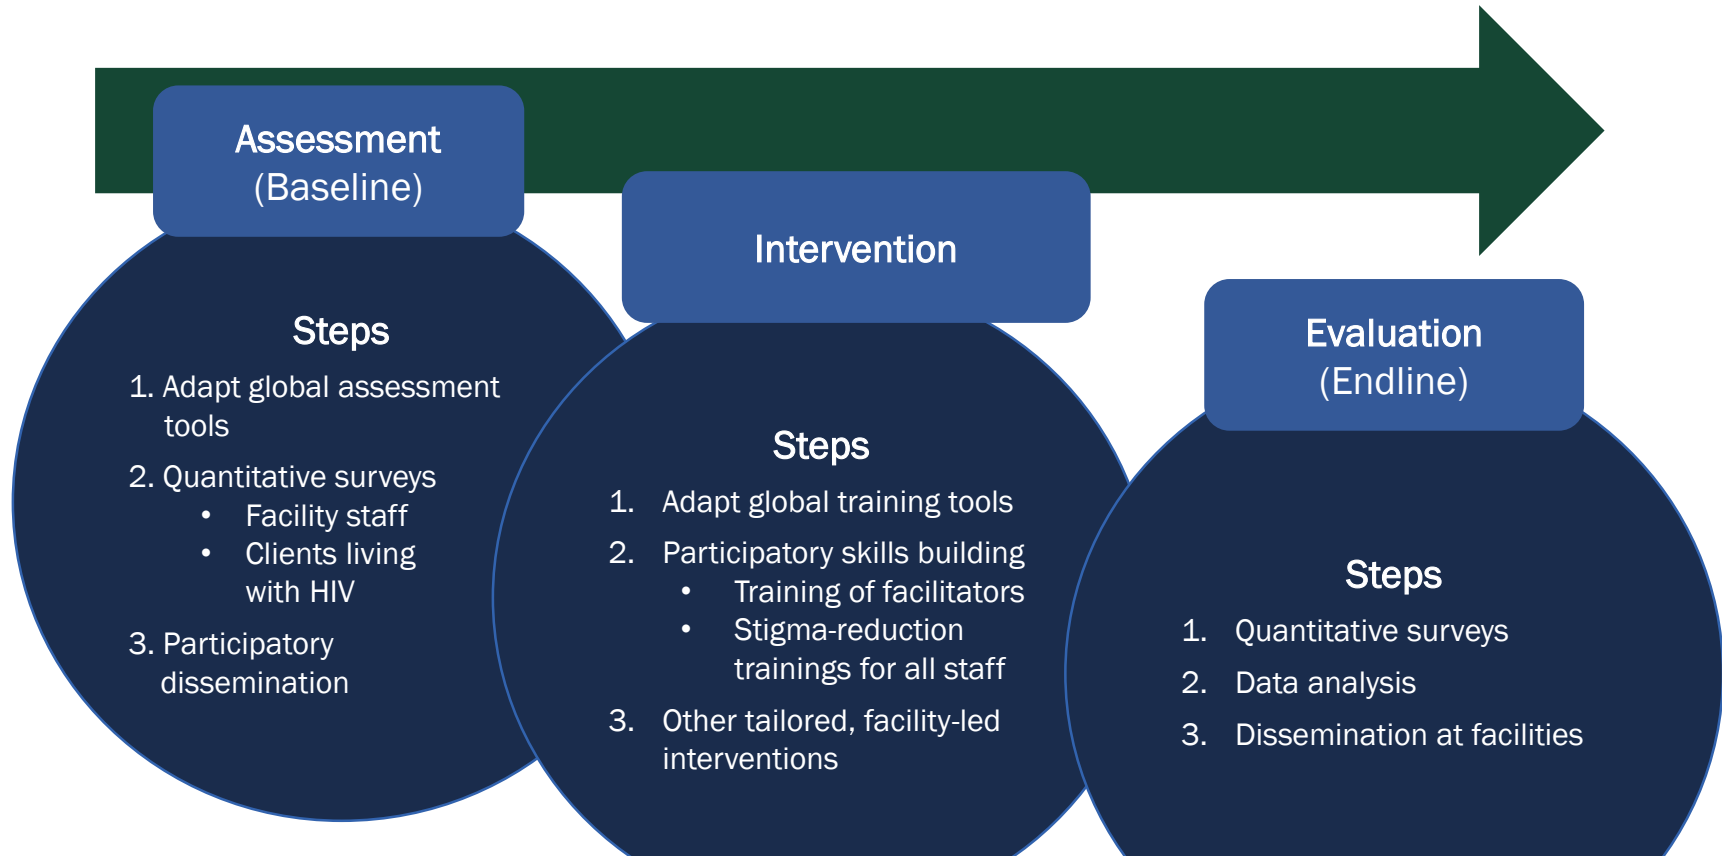 Assessment
(Baseline)
Steps
1. Adapt global assessment
tools
2. Quantitative surveys
• Facility staff
• Clients living
with HIV
3. Participatory
dissemination
Intervention
Steps
1. Adapt global training tools
2. Participatory skills building
• Training of facilitators
• Stigma-reduction
trainings for all staff
3. Other tailored, facility-led
interventions
Evaluation
(Endline)
Steps
1. Quantitative surveys
2. Data analysis
3. Dissemination at facilities